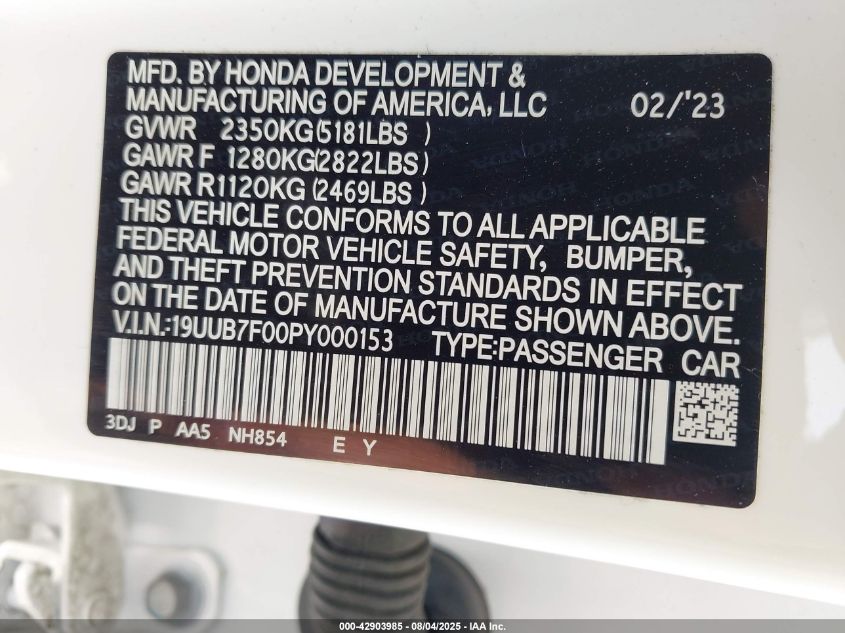 MFD. BY HONDA DEVELOPMENT &
MANUFACTURING OF AMERICA, LLC 02/'23
GVWR 2350KG(5181LBS )
GAWR F 1280KG(2822LBS)
GAWR R1120KG (2469LBS )
THIS VEHICLE CONFORMS TO ALL APPLICABLE
FEDERAL MOTOR VEHICLE SAFETY, BUMPER,
AND THEFT PREVENTION STANDARDS IN EFFECT
ON THE DATE OF MANUFACTURE SHOWN ABOVE.
V.I.N.:19UUB7F00PY000153 TYPE:PASSENGER CAR
3DJ P AA5 NH854 E Y
000-42903985 - 08/04/2025 - IAA Inc.